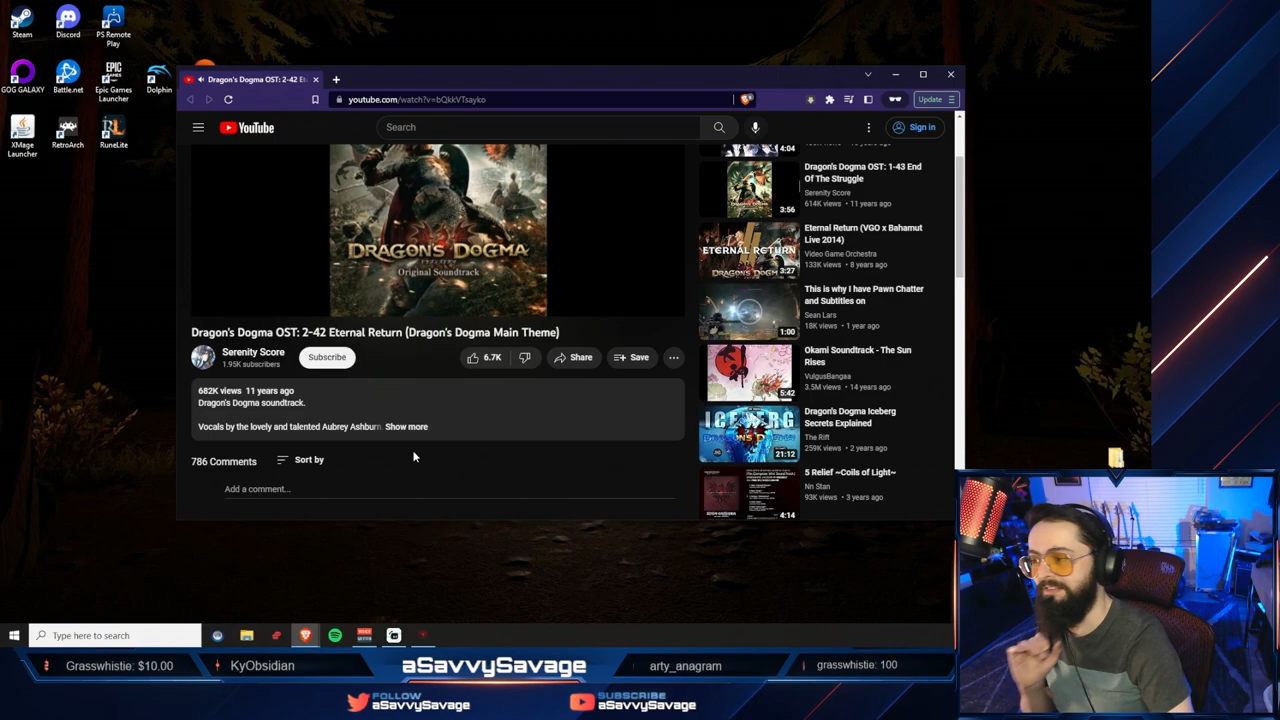 Steam
Discord
PS Remote
Play
GOG GALAXY
Battle.net
Epic Games
Launcher
Dolphin
XMage
Launcher
RetroArch
RuneLite
Dragon's Dogma OST: 2-42 Et
youtube.com/watch?v=bQkkVTsayko
Update
YouTube
Search
Sign in
DRAGON'S DOGMA
Original Soundtrack
Dragon's Dogma OST: 2-42 Eternal Return (Dragon's Dogma Main Theme)
Serenity Score
1.95K subscribers
Subscribe
6.7K
Share
Save
682K views 11 years ago
Dragon's Dogma soundtrack.
Vocals by the lovely and talented Aubrey Ashburn. Show more
786 Comments
Sort by
Add a comment...
4:04
Dragon's Dogma OST: 1-43 End
Of The Struggle
Serenity Score
614K views • 11 years ago
3:56
ETERNAL RETURN
DRAGON'S DOGMA
3:27
Eternal Return (VGO x Bahamut
Live 2014)
Video Game Orchestra
133K views • 8 years ago
1:00
This is why I have Pawn Chatter
and Subtitles on
Sean Lars
18K views • 1 year ago
5:42
Okami Soundtrack - The Sun
Rises
VulgusBangaa
3.5M views • 14 years ago
ICEBERG
21:12
Dragon's Dogma Iceberg
Secrets Explained
The Rift
259K views • 2 years ago
4:14
5 Relief ~Coils of Light~
Nn Stan
93K views • 3 years ago
Type here to search
Grasswhistie: $10.00
KyObsidian
aSavvySavage
arty_anagram
grasswhistie: 100
FOLLOW
aSavvySavage
SUBSCRIBE
aSavvySavage